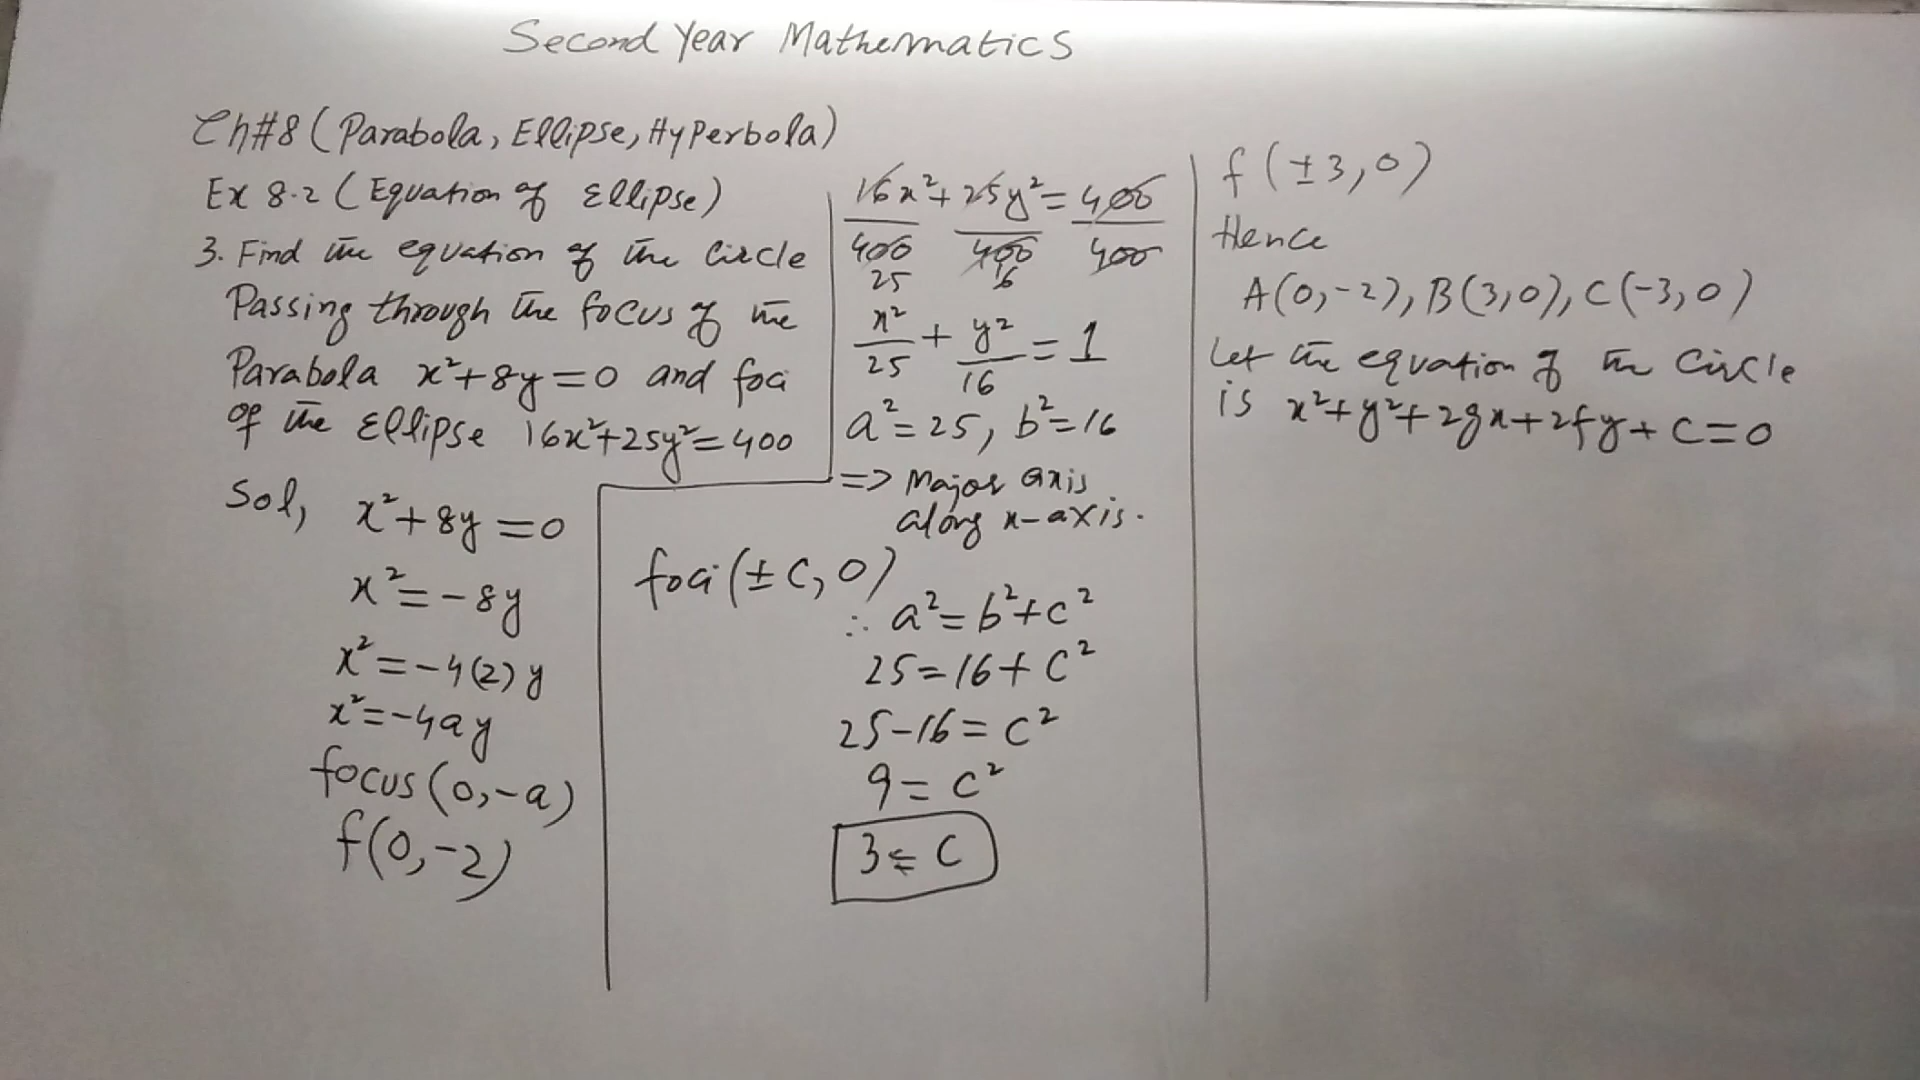 Second Year Mathematics
Ch#8 (Parabola, Ellipse, Hyperbola)
Ex 8.2 (Equation of Ellipse)
3. Find the equation of the Circle
Passing through the focus of the
Parabola x²+8y=0 and foci
of the Ellipse 16x²+25y²=400
Sol, x²+8y=0
x²=-8y
x²=-4(2)y
x²=-4ay
focus(0,-a)
f(0,-2)
16x²/400 + 25y²/400 = 400/400
25 16
x²/25 + y²/16 = 1
a²=25, b²=16
=> Major axis
along x-axis.
foci(±C, 0)
∴ a²=b²+c²
25=16+C²
25-16=C²
9=C²
3=C
f(±3,0)
Hence
A(0,-2), B(3,0), C(-3,0)
Let the equation of the Circle
is x²+y²+2gx+2fy+C=0